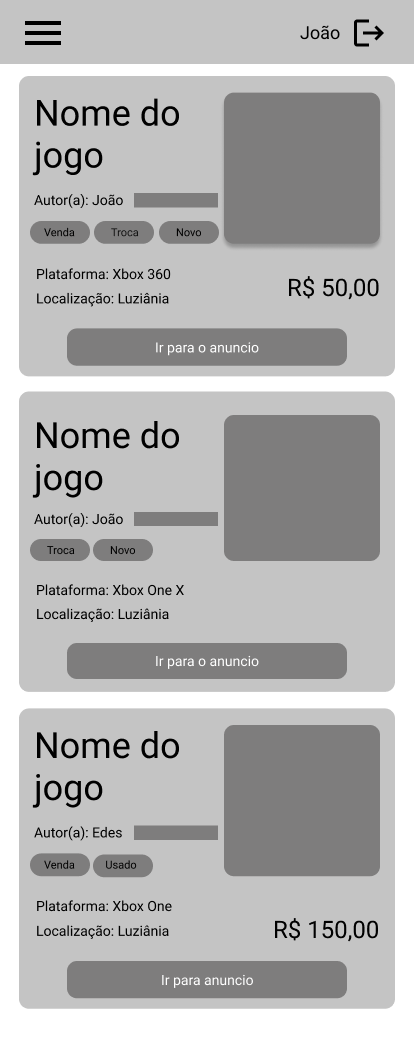 João
Nome do
jogo
Autor(a): João
Venda Troca Novo
Plataforma: Xbox 360
Localização: Luziânia
R$ 50,00
Ir para o anuncio
Nome do
jogo
Autor(a): João
Troca Novo
Plataforma: Xbox One X
Localização: Luziânia
Ir para o anuncio
Nome do
jogo
Autor(a): Edes
Venda Usado
Plataforma: Xbox One
Localização: Luziânia
R$ 150,00
Ir para anuncio